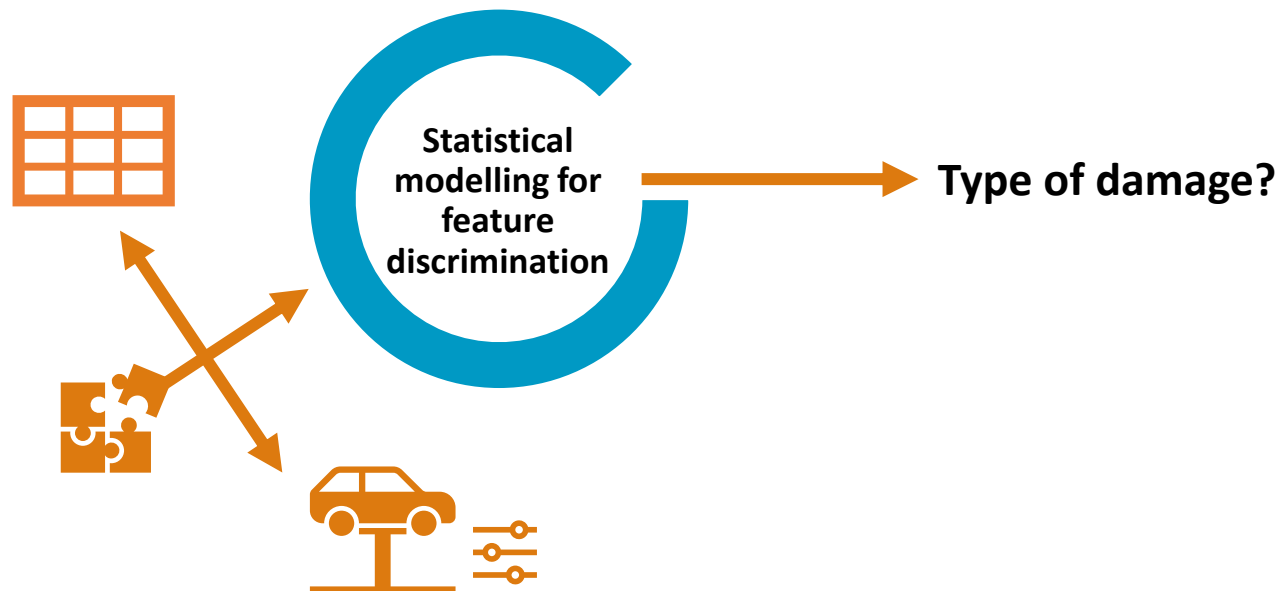 Statistical
modelling for
feature
discrimination
Type of damage?